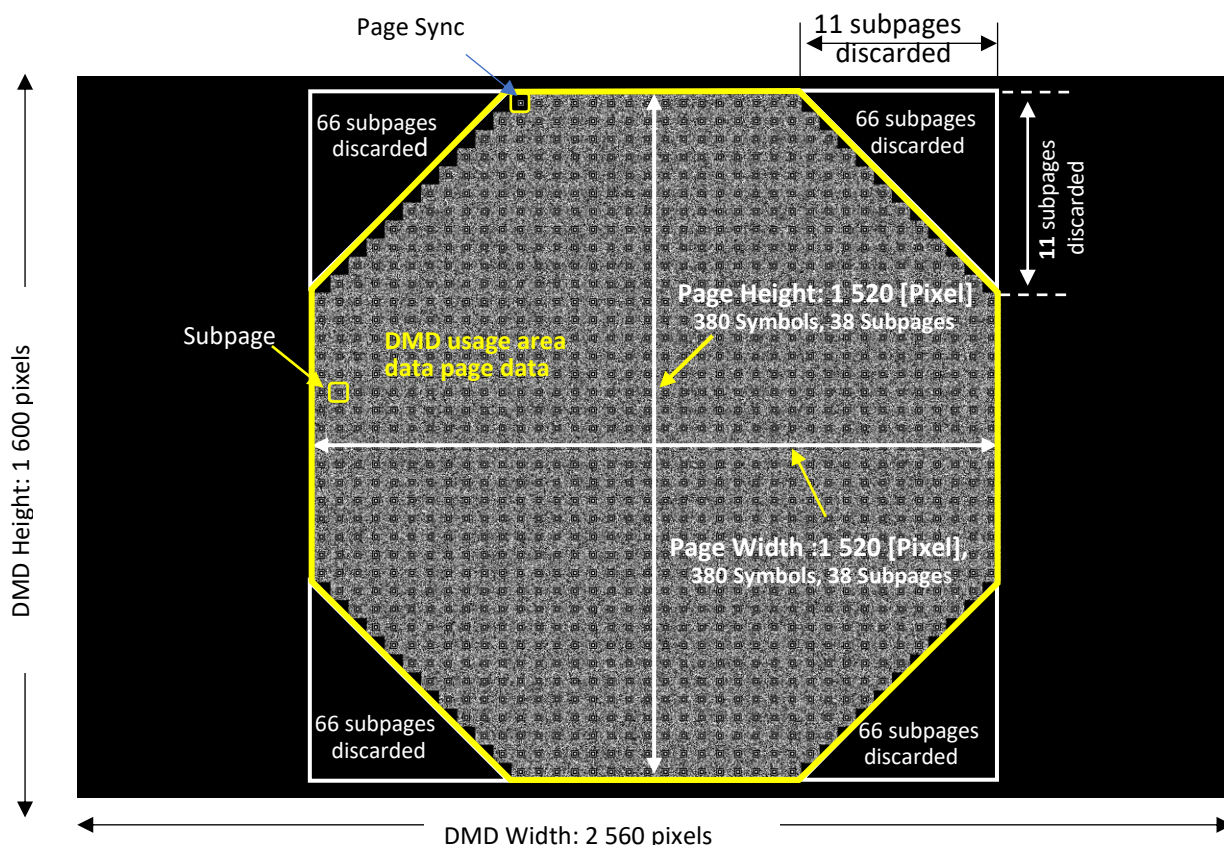 Page Sync
11 subpages
discarded
66 subpages
discarded
66 subpages
discarded
11 subpages
discarded
Page Height: 1 520 [Pixel]
380 Symbols, 38 Subpages
Subpage
DMD usage area
data page data
DMD Height: 1 600 pixels
Page Width :1 520 [Pixel],
380 Symbols, 38 Subpages
66 subpages
discarded
66 subpages
discarded
DMD Width: 2 560 pixels